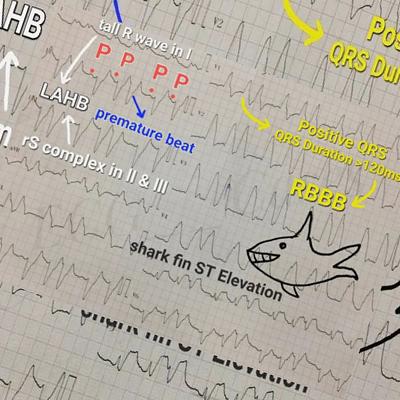 AHB
Pos
QRS Dur
tall R wave in I
P P P P
LAHB
premature beat
rS complex in II & III
Positive QRS
QRS Duration >120ms
RBBB
shark fin ST Elevation
shark fin ST Elevation
V2